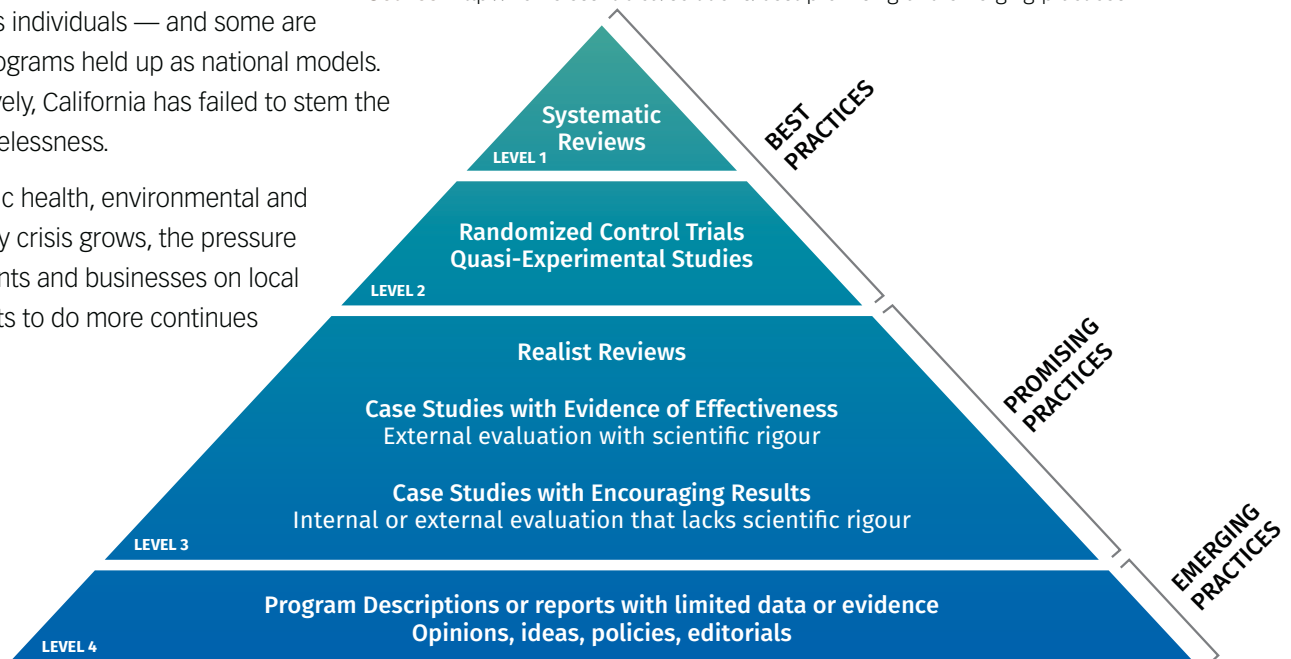 s individuals — and some are
ograms held up as national models.
vely, California has failed to stem the
elessness.
ic health, environmental and
y crisis grows, the pressure
nts and businesses on local
ts to do more continues
Systematic
Reviews
LEVEL 1
BEST
PRACTICES
Randomized Control Trials
Quasi-Experimental Studies
LEVEL 2
Realist Reviews
Case Studies with Evidence of Effectiveness
External evaluation with scientific rigour
Case Studies with Encouraging Results
Internal or external evaluation that lacks scientific rigour
LEVEL 3
PROMISING
PRACTICES
Program Descriptions or reports with limited data or evidence
Opinions, ideas, policies, editorials
LEVEL 4
EMERGING
PRACTICES